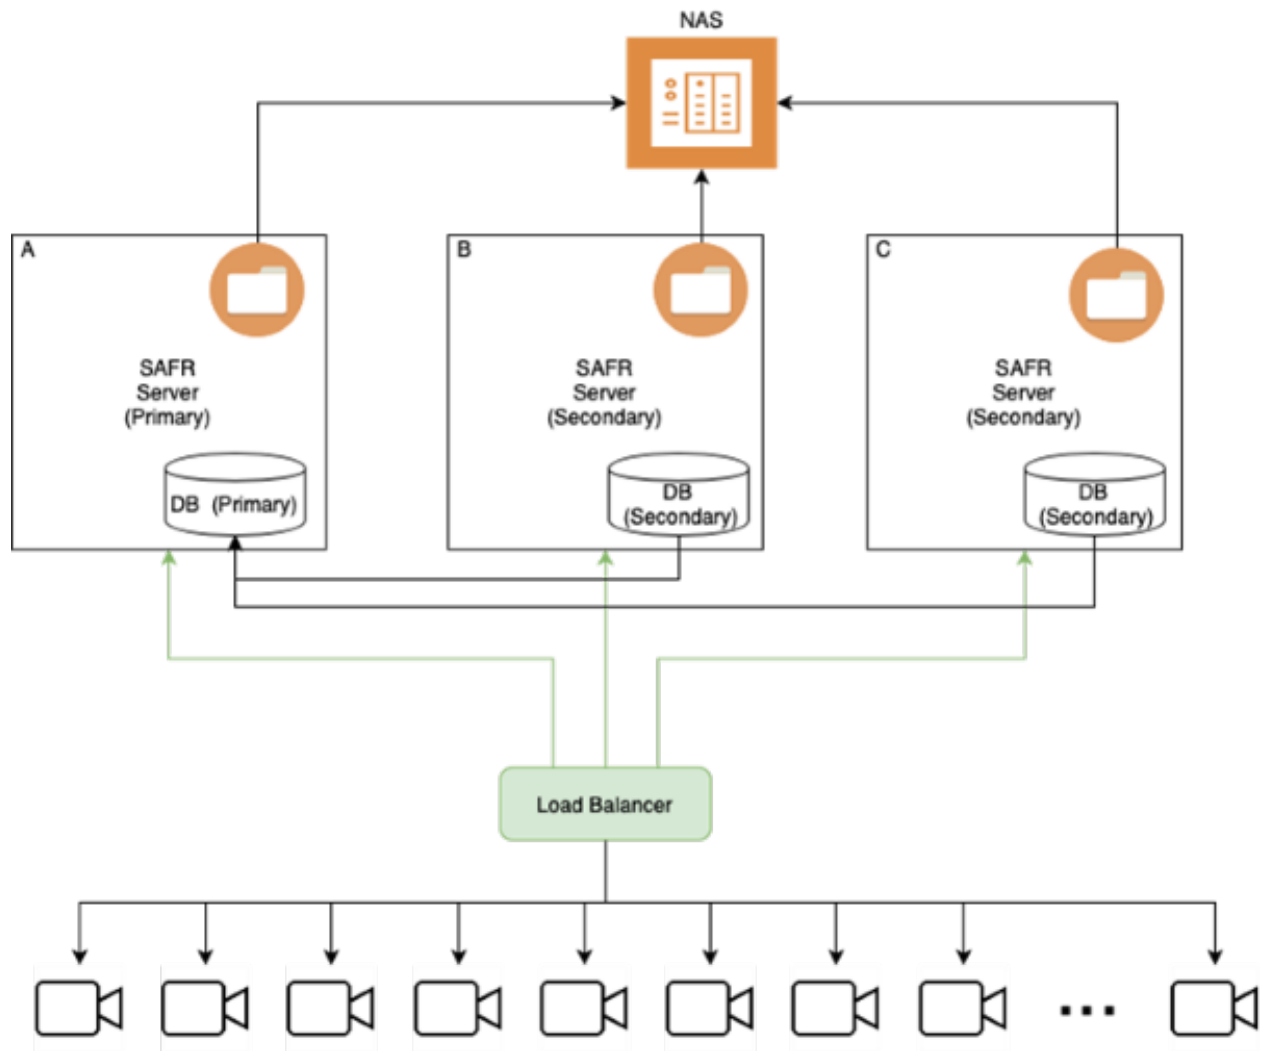 NAS
A
SAFR
Server
(Primary)
DB (Primary)
B
SAFR
Server
(Secondary)
DB
(Secondary)
C
SAFR
Server
(Secondary)
DB
(Secondary)
Load Balancer
...